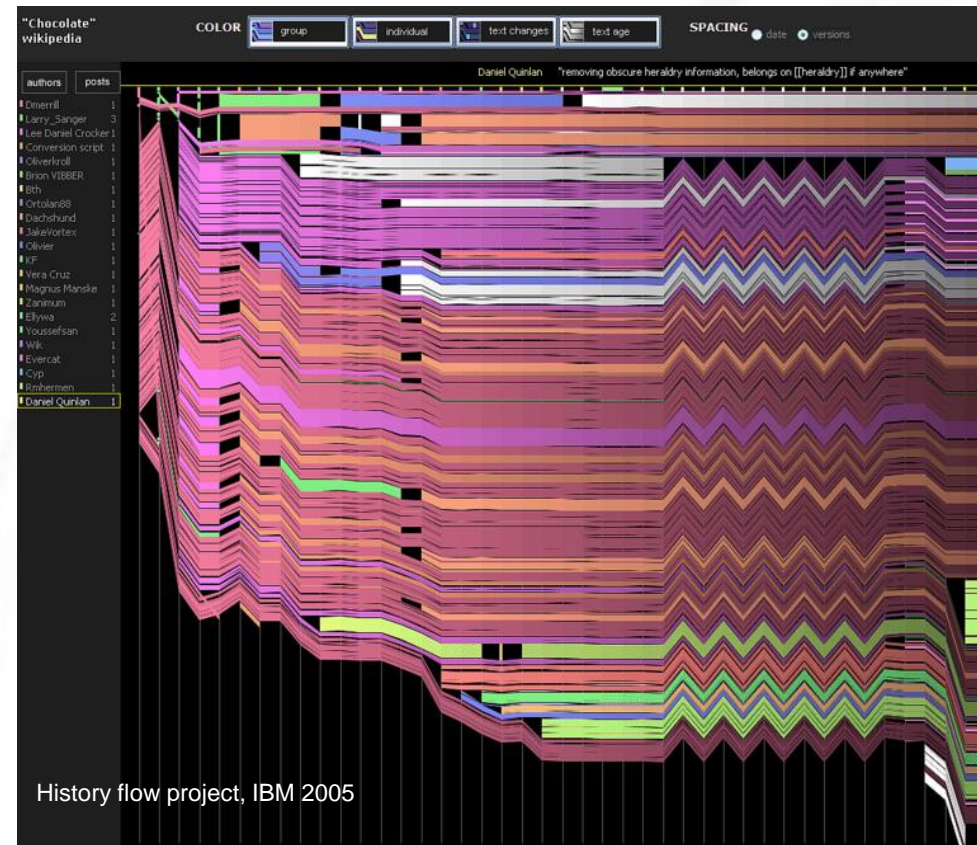 "Chocolate"
wikipedia
COLOR
group
individual
text changes
text age
SPACING
date
versions
authors
posts
Daniel Quinlan "removing obscure heraldry information, belongs on [[heraldry]] if anywhere"
Dmerrill 1
Larry_Sanger 3
Lee Daniel Crocker 1
Conversion script 1
Oliverkroll 1
Brion VIBBER 1
Bth 1
Ortolan88 1
Dachshund 1
JakeVortex 1
Olivier 1
KF 1
Vera Cruz 1
Magnus Manske 1
Zanimum 1
Ellywa 2
Youssefsan 1
Wik 1
Evercat 1
Cyp 1
Rmhermen 1
Daniel Quinlan 1
History flow project, IBM 2005